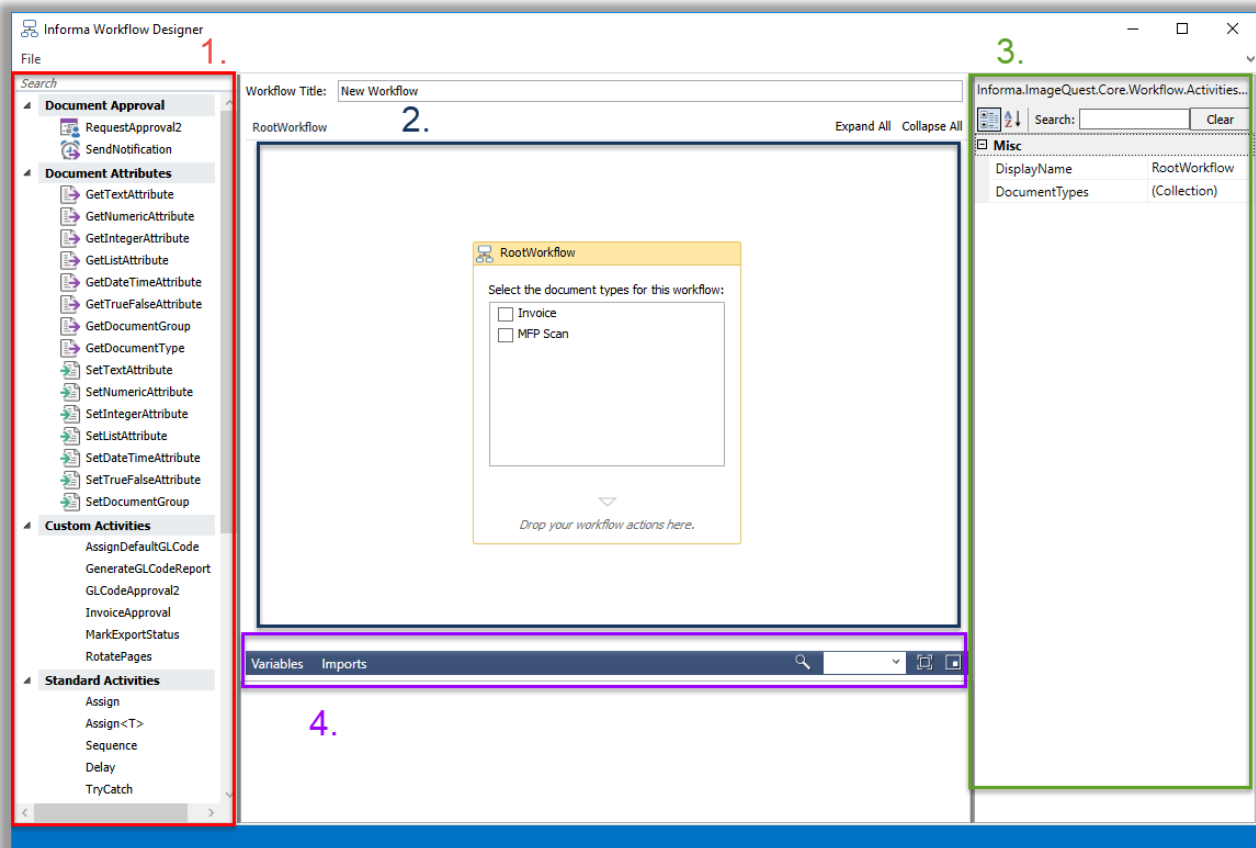 Informa Workflow Designer
1.
3.
File
Search
Document Approval
RequestApproval2
SendNotification
Document Attributes
GetTextAttribute
GetNumericAttribute
GetIntegerAttribute
GetListAttribute
GetDateTimeAttribute
GetTrueFalseAttribute
GetDocumentGroup
GetDocumentType
SetTextAttribute
SetNumericAttribute
SetIntegerAttribute
SetListAttribute
SetDateTimeAttribute
SetTrueFalseAttribute
SetDocumentGroup
Custom Activities
AssignDefaultGLCode
GenerateGLCodeReport
GLCodeApproval2
InvoiceApproval
MarkExportStatus
RotatePages
Standard Activities
Assign
Assign<T>
Sequence
Delay
TryCatch
Workflow Title: New Workflow
2.
RootWorkflow Expand All Collapse All
RootWorkflow
Select the document types for this workflow:
Invoice
MFP Scan
Drop your workflow actions here.
Variables Imports
4.
Informa.ImageQuest.Core.Workflow.Activities...
Search: Clear
Misc
DisplayName RootWorkflow
DocumentTypes (Collection)